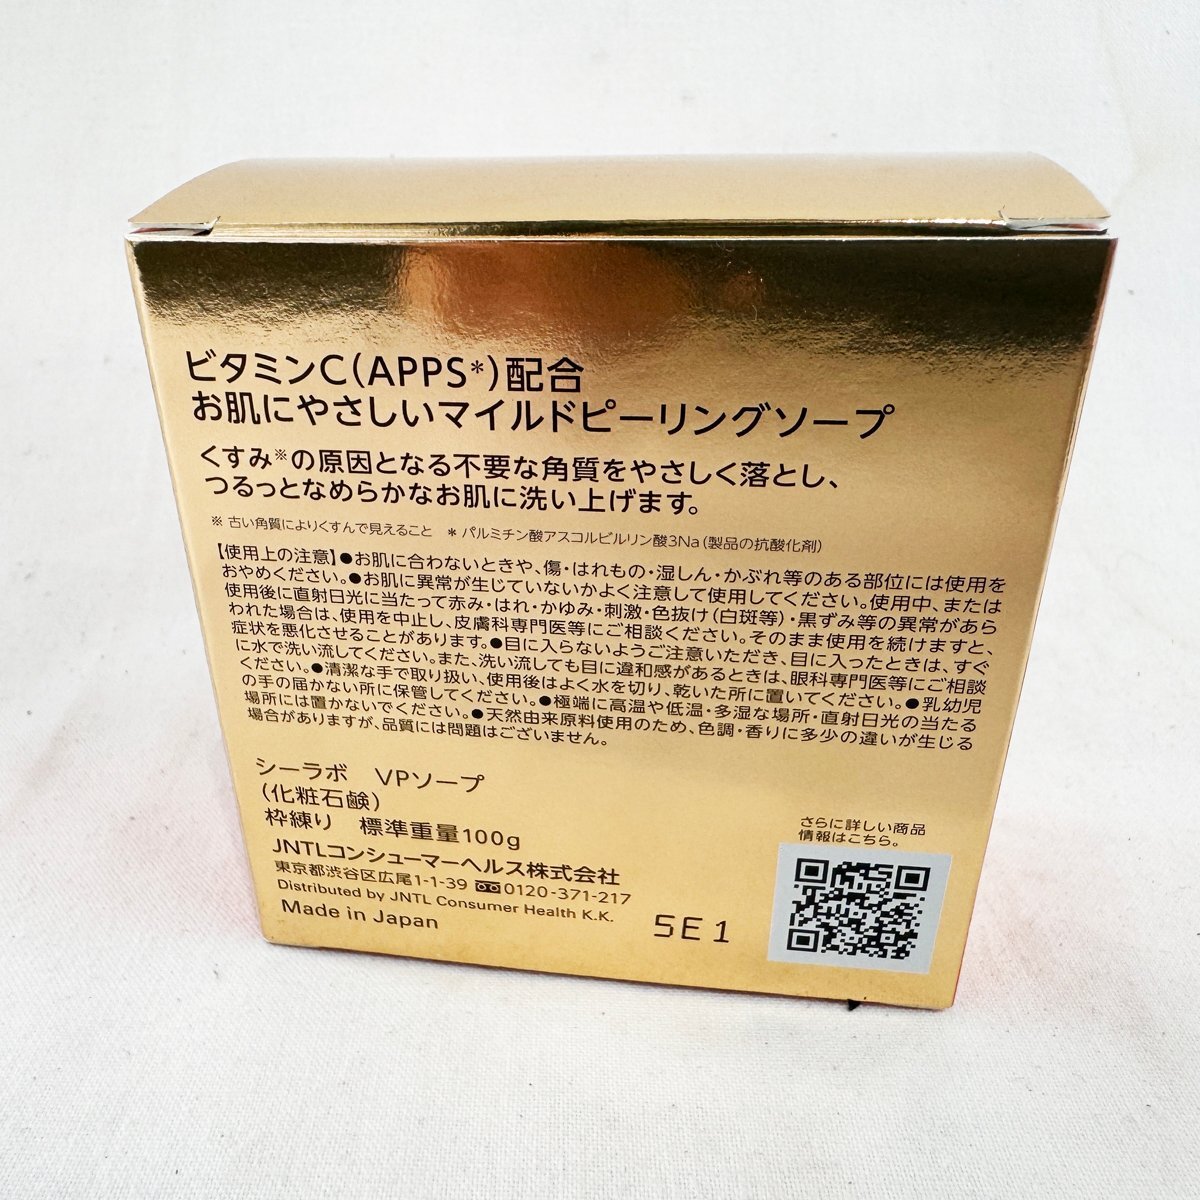 ビタミンC(APPS*)配合
お肌にやさしいマイルドピーリングソープ
くすみ※の原因となる不要な角質をやさしく落とし、
つるっとなめらかなお肌に洗い上げます。
※ 古い角質によりくすんで見えること　* パルミチン酸アスコルビルリン酸3Na(製品の抗酸化剤)
【使用上の注意】●お肌に合わないときや、傷・はれもの・湿しん・かぶれ等のある部位には使用を
おやめください。●お肌に異常が生じていないかよく注意して使用してください。使用中、または
使用後に直射日光に当たって赤み・はれ・かゆみ・刺激・色抜け(白斑等)・黒ずみ等の異常があら
われた場合は、使用を中止し、皮膚科専門医等にご相談ください。そのまま使用を続けますと、
症状を悪化させることがあります。●目に入らないようご注意いただき、目に入ったときは、すぐ
に水で洗い流してください。また、洗い流しても目に違和感があるときは、眼科専門医等にご相談
ください。●清潔な手で取り扱い、使用後はよく水を切り、乾いた所に置いてください。●乳幼児
の手の届かない所に保管してください。●極端に高温や低温・多湿な場所・直射日光の当たる
場所には置かないでください。●天然由来原料使用のため、色調・香りに多少の違いが生じる
場合がありますが、品質には問題はございません。
シーラボ　VPソープ
(化粧石鹸)
枠練り　標準重量100g
JNTLコンシューマーヘルス株式会社
東京都渋谷区広尾1-1-39 0120-371-217
Distributed by JNTL Consumer Health K.K.
Made in Japan
5E1
さらに詳しい商品
情報はこちら。